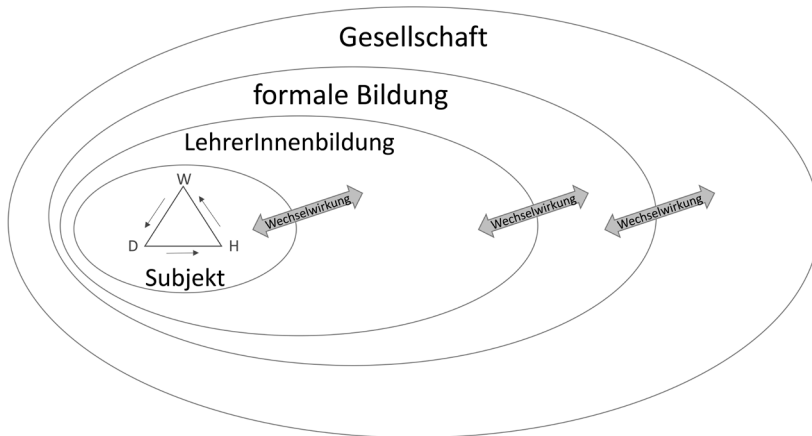 Gesellschaft
formale Bildung
LehrerInnenbildung
W
D
H
Subjekt
Wechselwirkung
Wechselwirkung
Wechselwirkung